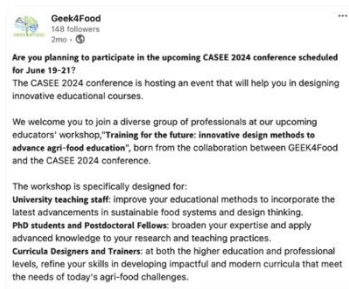 Geek4Food
148 followers
2mo •
GEEK4FOOD
Are you planning to participate in the upcoming CASEE 2024 conference scheduled
for June 19-21?
The CASEE 2024 conference is hosting an event that will help you in designing
innovative educational courses.
We welcome you to join a diverse group of professionals at our upcoming
educators' workshop,"Training for the future: innovative design methods to
advance agri-food education", born from the collaboration between GEEK4Food
and the CASEE 2024 conference.
The workshop is specifically designed for:
University teaching staff: improve your educational methods to incorporate the
latest advancements in sustainable food systems and design thinking.
PhD students and Postdoctoral Fellows: broaden your expertise and apply
advanced knowledge to your research and teaching practices.
Curricula Designers and Trainers: at both the higher education and professional
levels, refine your skills in developing impactful and modern curricula that meet
the needs of today's agri-food challenges.